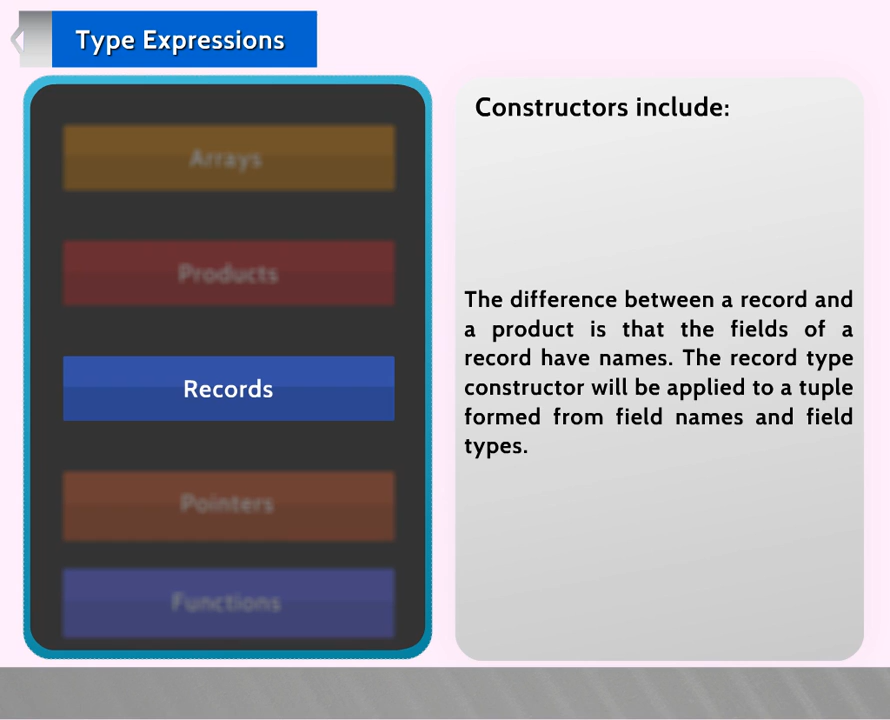 Type Expressions
Arrays
Products
Records
Pointers
Functions
Constructors include:
The difference between a record and
a product is that the fields of a
record have names. The record type
constructor will be applied to a tuple
formed from field names and field
types.